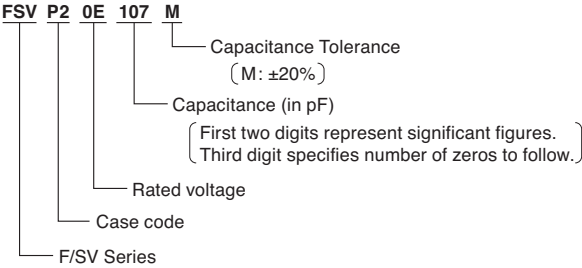 FSV P2 0E 107 M
Capacitance Tolerance
(M: ±20%)
Capacitance (in pF)
First two digits represent significant figures.
Third digit specifies number of zeros to follow.
Rated voltage
Case code
F/SV Series